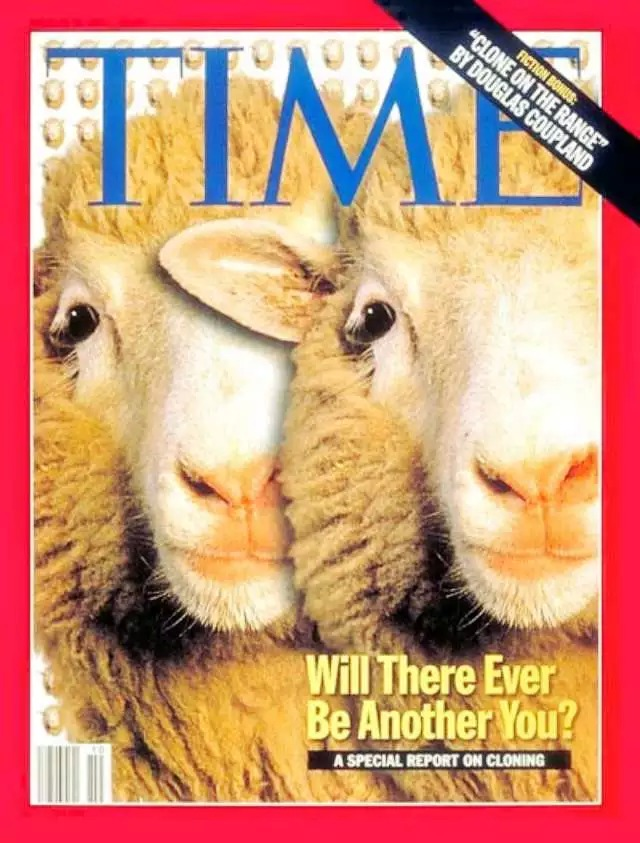 FICTION BONUS:
"CLONE ON THE RANGE"
BY DOUGLAS COUPLAND
TIME
Will There Ever
Be Another You?
A SPECIAL REPORT ON CLONING
10